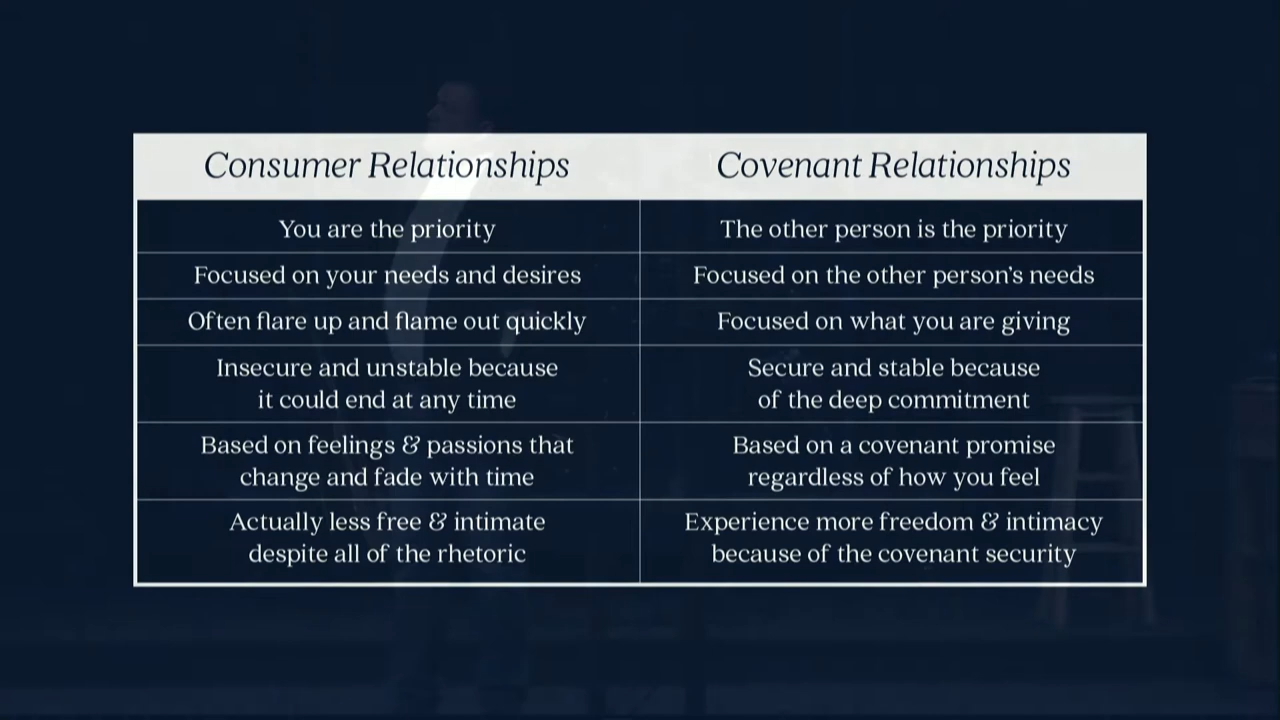 Consumer Relationships
Covenant Relationships
You are the priority
The other person is the priority
Focused on your needs and desires
Focused on the other person's needs
Often flare up and flame out quickly
Focused on what you are giving
Insecure and unstable because
it could end at any time
Secure and stable because
of the deep commitment
Based on feelings & passions that
change and fade with time
Based on a covenant promise
regardless of how you feel
Actually less free & intimate
despite all of the rhetoric
Experience more freedom & intimacy
because of the covenant security